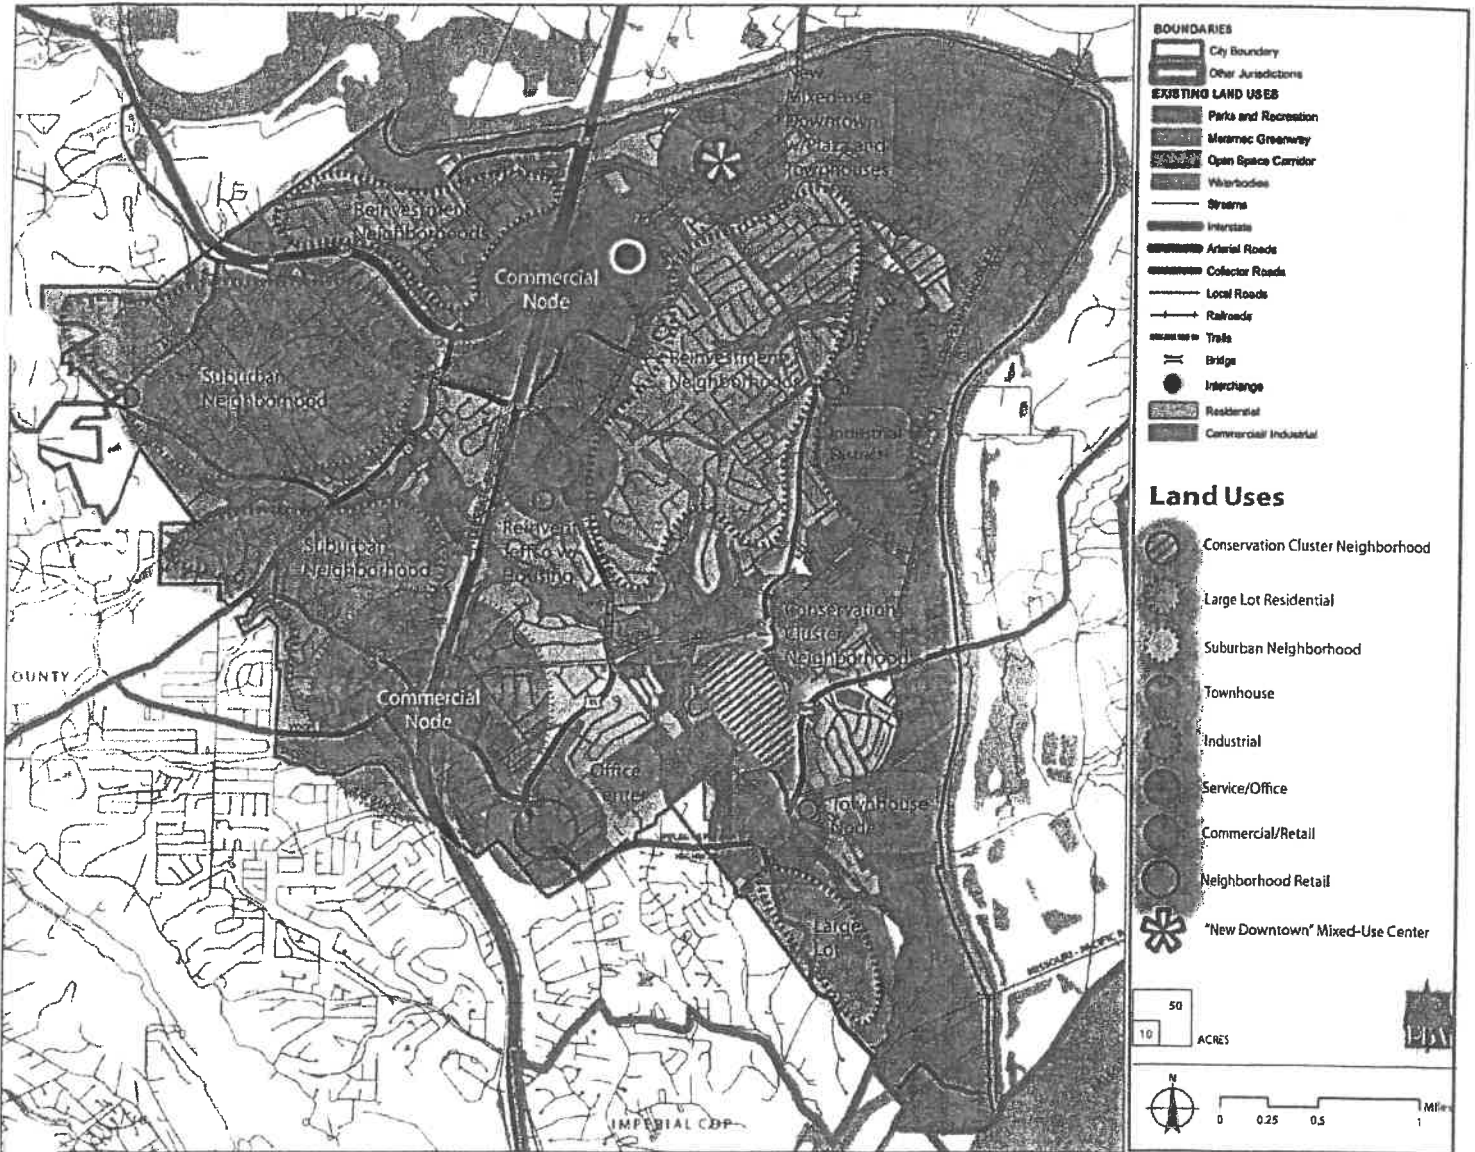 New
Mixed-use
Downtown
w/Plaza and
Townhouses
Reinvestment
Neighborhoods
Commercial
Node
Suburban
Neighborhood
Reinvestment
Neighborhoods
Industrial
District
Reinvent
Jeffco w/
Housing
Suburban
Neighborhood
Conservation
Cluster
Neighborhood
OUNTY
Commercial
Node
Office
Center
Townhouse
Node
Large
Lot
MISSOURI - PACIFIC R
IMPERIAL CDP
BOUNDARIES
City Boundary
Other Jurisdictions
EXISTING LAND USES
Parks and Recreation
Meramec Greenway
Open Space Corridor
Waterbodies
Streams
Interstate
Arterial Roads
Collector Roads
Local Roads
Railroads
Trails
Bridge
Interchange
Residential
Commercial/ Industrial
Land Uses
Conservation Cluster Neighborhood
Large Lot Residential
Suburban Neighborhood
Townhouse
Industrial
Service/Office
Commercial/Retail
Neighborhood Retail
"New Downtown" Mixed-Use Center
50
10
ACRES
N
Miles
0 0.25 0.5 1